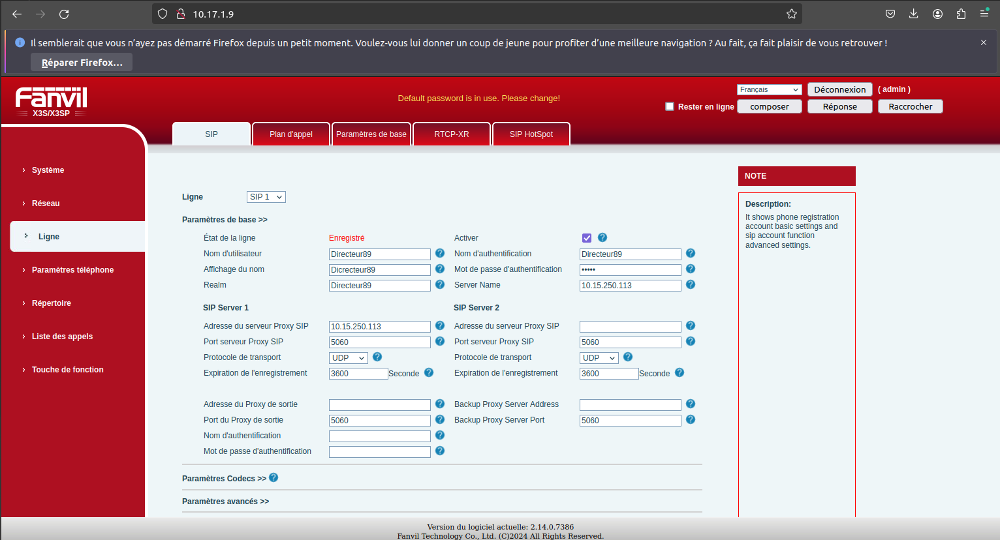 10.17.1.9
Il semblerait que vous n’ayez pas démarré Firefox depuis un petit moment. Voulez-vous lui donner un coup de jeune pour profiter d’une meilleure navigation ? Au fait, ça fait plaisir de vous retrouver !
Réparer Firefox…
Fanvil
X3S/X3SP
Default password is in use. Please change!
Français Déconnexion ( admin )
Rester en ligne composer Réponse Raccrocher
SIP Plan d'appel Paramètres de base RTCP-XR SIP HotSpot
Système
Réseau
Ligne
Paramètres téléphone
Répertoire
Liste des appels
Touche de fonction
Ligne SIP 1
Paramètres de base >>
État de la ligne Enregistré Activer
Nom d'utilisateur Directeur89 Nom d'authentification Directeur89
Affichage du nom Dicrecteur89 Mot de passe d'authentification •••••
Realm Directeur89 Server Name 10.15.250.113
SIP Server 1 SIP Server 2
Adresse du serveur Proxy SIP 10.15.250.113 Adresse du serveur Proxy SIP
Port serveur Proxy SIP 5060 Port serveur Proxy SIP 5060
Protocole de transport UDP Protocole de transport UDP
Expiration de l'enregistrement 3600 Seconde Expiration de l'enregistrement 3600 Seconde
Adresse du Proxy de sortie Backup Proxy Server Address
Port du Proxy de sortie 5060 Backup Proxy Server Port 5060
Nom d'authentification
Mot de passe d'authentification
Paramètres Codecs >>
Paramètres avancés >>
NOTE
Description:
It shows phone registration
account basic settings and
sip account function
advanced settings.
Version du logiciel actuelle: 2.14.0.7386
Fanvil Technology Co., Ltd. (C)2024 All Rights Reserved.